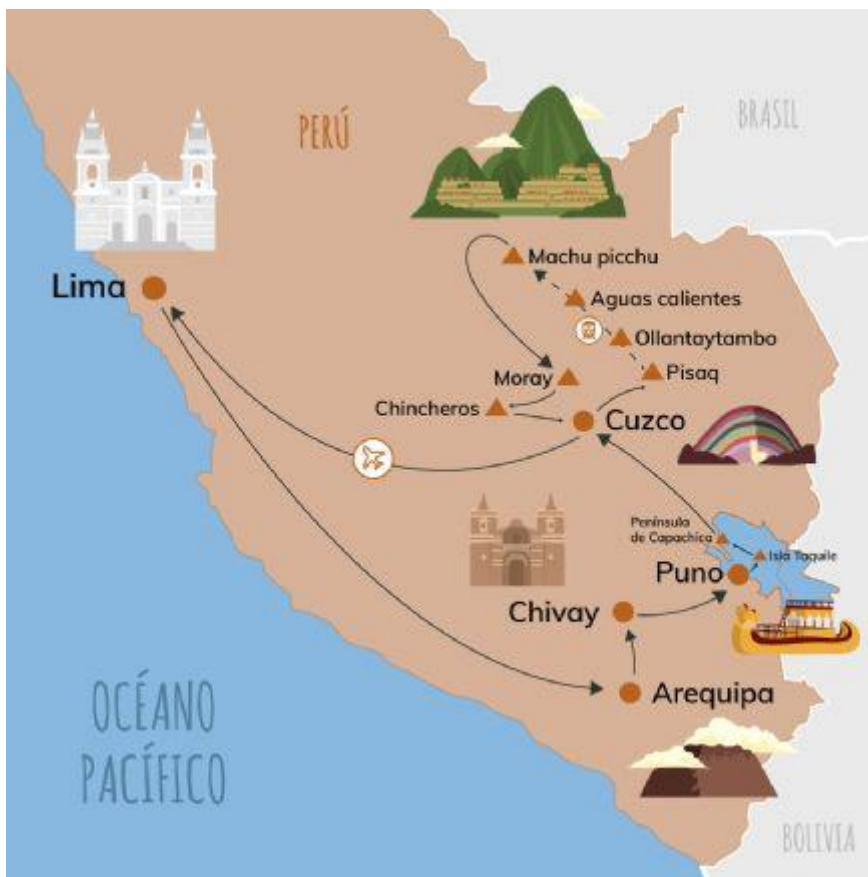 BRASIL
PERÚ
Machu picchu
Lima
Aguas calientes
Ollantaytambo
Moray
Pisaq
Chincheros
Cuzco
Península
de Capachica
Isla Taquile
Puno
Chivay
Arequipa
OCÉANO
PACÍFICO
BOLIVIA